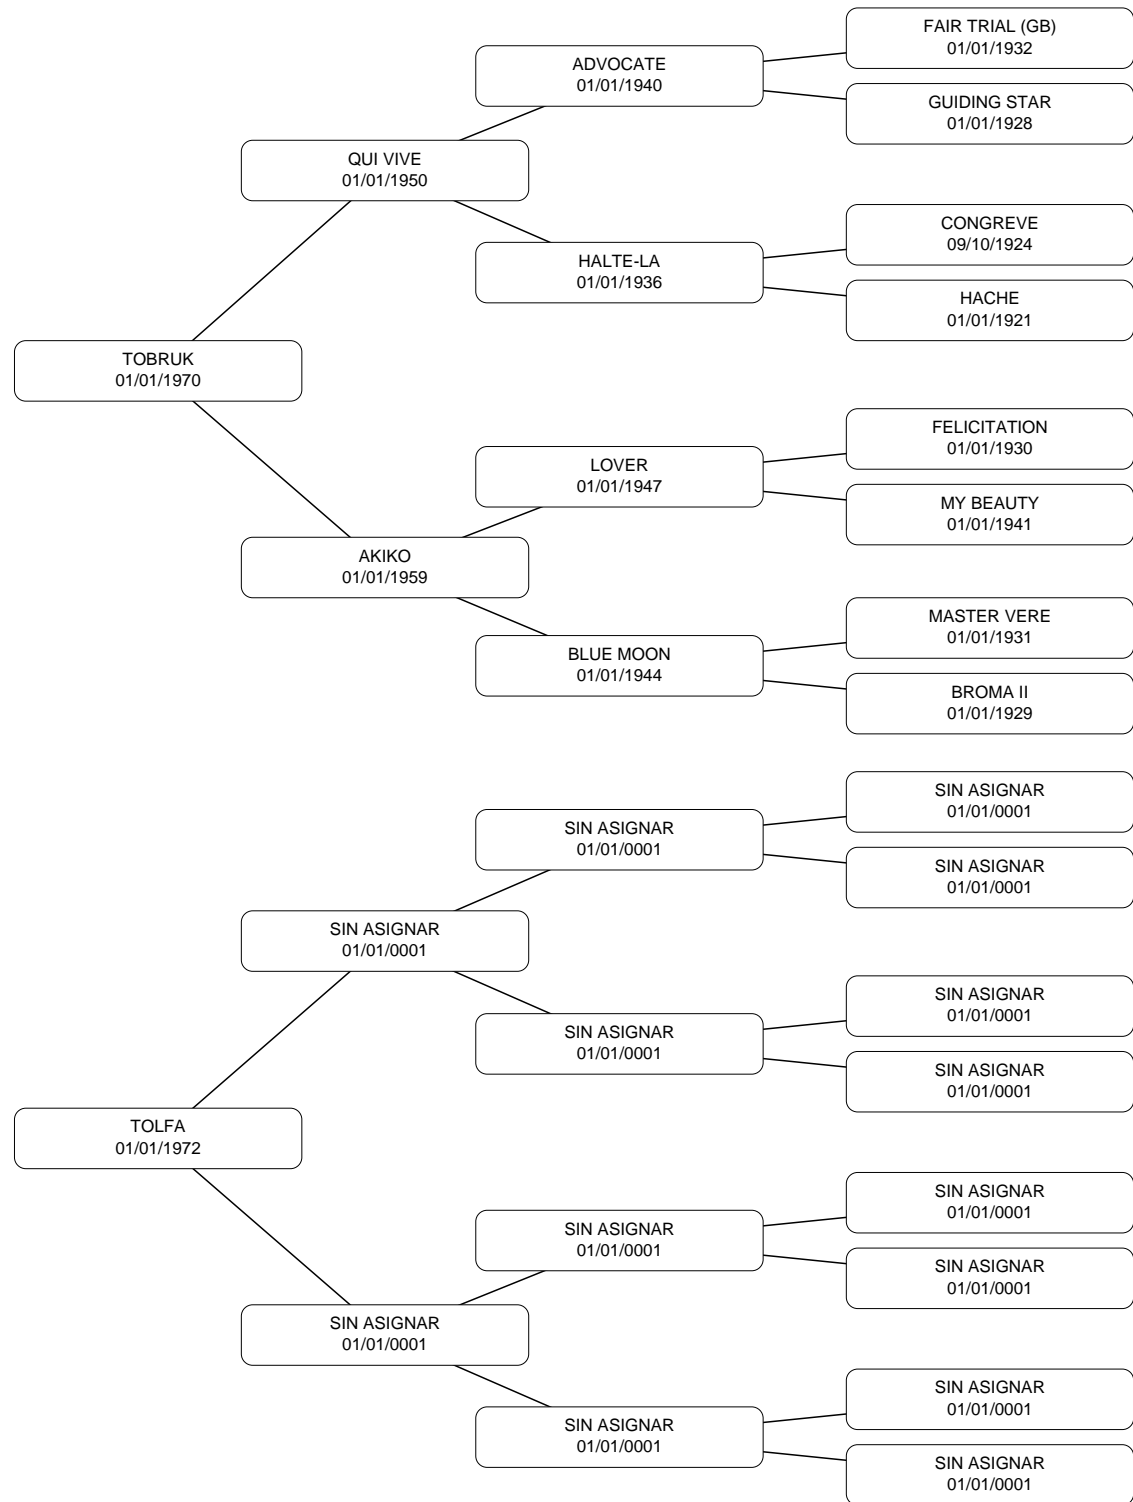 FAIR TRIAL (GB)
01/01/1932
ADVOCATE
01/01/1940
GUIDING STAR
01/01/1928
QUI VIVE
01/01/1950
CONGREVE
09/10/1924
HALTE-LA
01/01/1936
HACHE
01/01/1921
TOBRUK
01/01/1970
FELICITATION
01/01/1930
LOVER
01/01/1947
MY BEAUTY
01/01/1941
AKIKO
01/01/1959
MASTER VERE
01/01/1931
BLUE MOON
01/01/1944
BROMA II
01/01/1929
SIN ASIGNAR
01/01/0001
SIN ASIGNAR
01/01/0001
SIN ASIGNAR
01/01/0001
SIN ASIGNAR
01/01/0001
SIN ASIGNAR
01/01/0001
SIN ASIGNAR
01/01/0001
SIN ASIGNAR
01/01/0001
TOLFA
01/01/1972
SIN ASIGNAR
01/01/0001
SIN ASIGNAR
01/01/0001
SIN ASIGNAR
01/01/0001
SIN ASIGNAR
01/01/0001
SIN ASIGNAR
01/01/0001
SIN ASIGNAR
01/01/0001
SIN ASIGNAR
01/01/0001